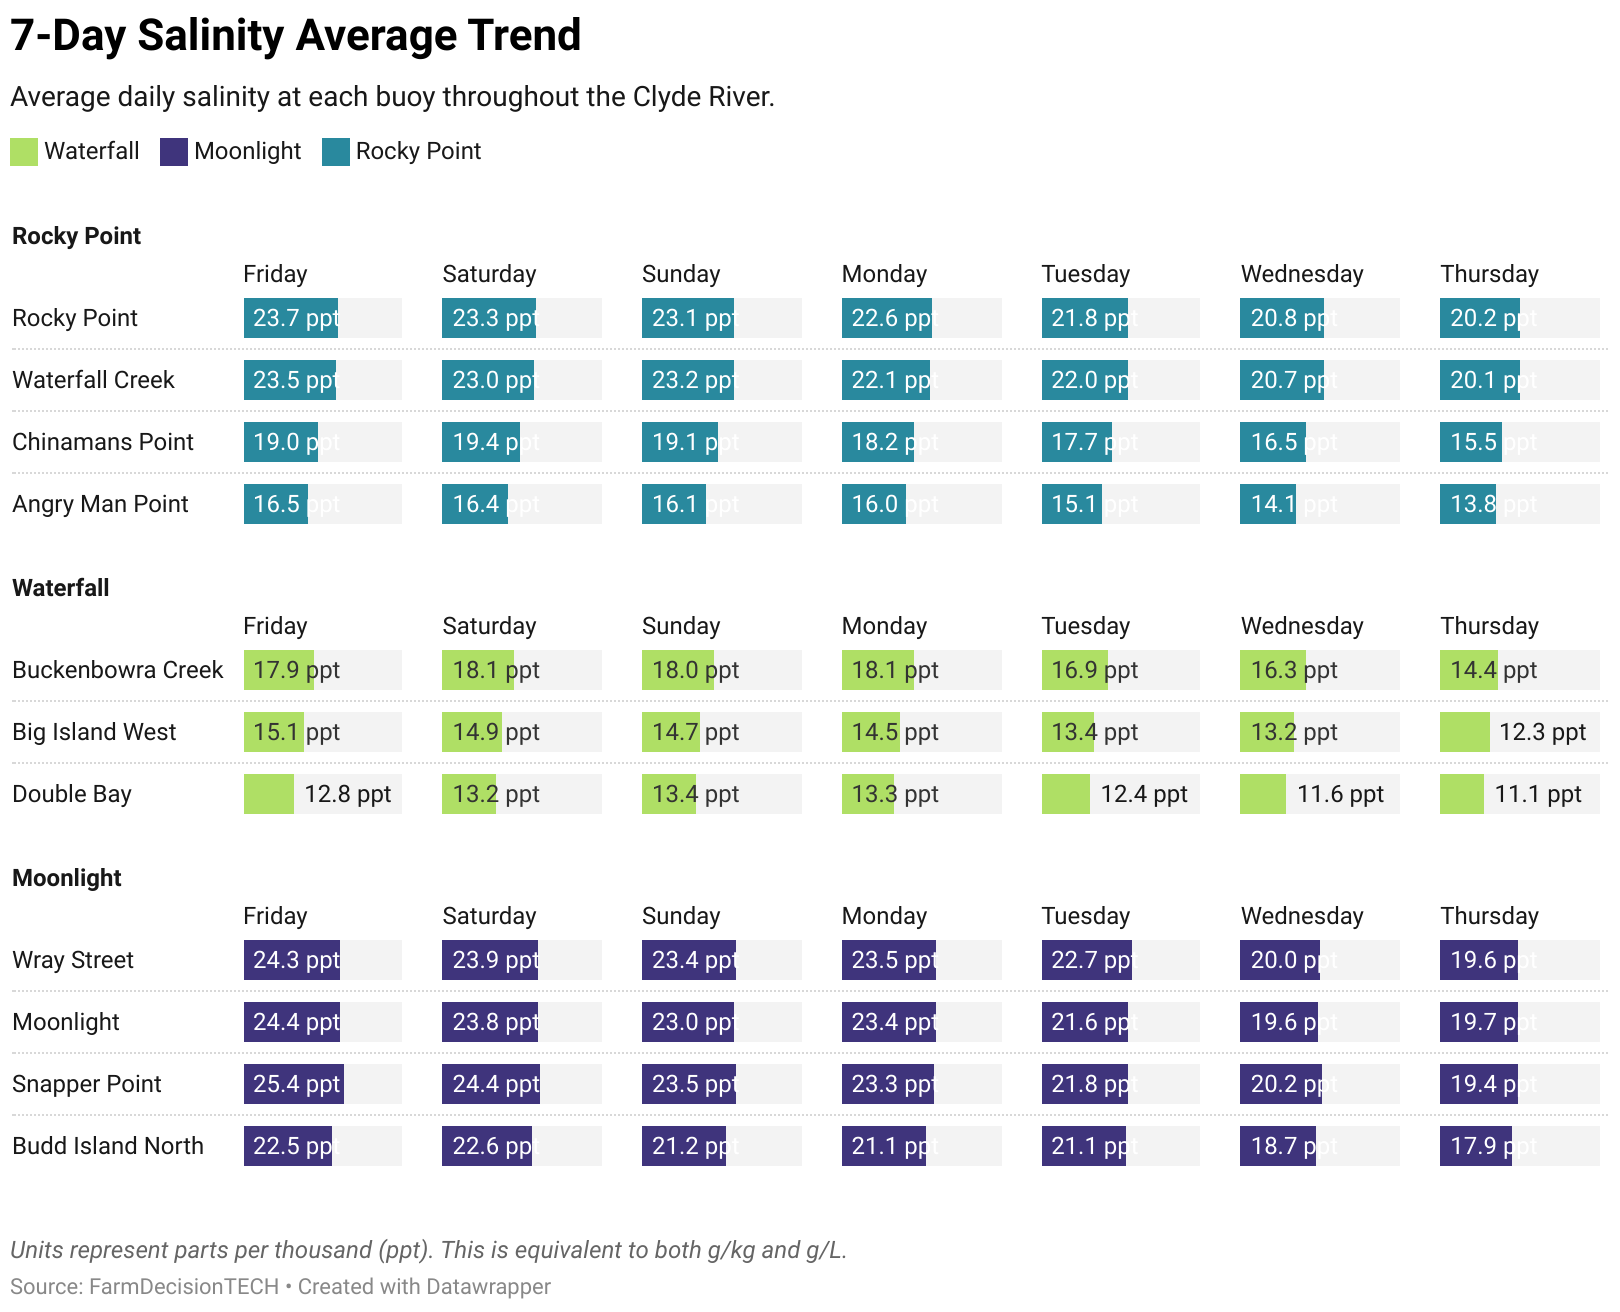 7-Day Salinity Average Trend
Average daily salinity at each buoy throughout the Clyde River.
Waterfall Moonlight Rocky Point
Rocky Point
Friday Saturday Sunday Monday Tuesday Wednesday Thursday
Rocky Point 23.7 ppt 23.3 ppt 23.1 ppt 22.6 ppt 21.8 ppt 20.8 ppt 20.2 ppt
Waterfall Creek 23.5 ppt 23.0 ppt 23.2 ppt 22.1 ppt 22.0 ppt 20.7 ppt 20.1 ppt
Chinamans Point 19.0 ppt 19.4 ppt 19.1 ppt 18.2 ppt 17.7 ppt 16.5 ppt 15.5 ppt
Angry Man Point 16.5 ppt 16.4 ppt 16.1 ppt 16.0 ppt 15.1 ppt 14.1 ppt 13.8 ppt
Waterfall
Friday Saturday Sunday Monday Tuesday Wednesday Thursday
Buckenbowra Creek 17.9 ppt 18.1 ppt 18.0 ppt 18.1 ppt 16.9 ppt 16.3 ppt 14.4 ppt
Big Island West 15.1 ppt 14.9 ppt 14.7 ppt 14.5 ppt 13.4 ppt 13.2 ppt 12.3 ppt
Double Bay 12.8 ppt 13.2 ppt 13.4 ppt 13.3 ppt 12.4 ppt 11.6 ppt 11.1 ppt
Moonlight
Friday Saturday Sunday Monday Tuesday Wednesday Thursday
Wray Street 24.3 ppt 23.9 ppt 23.4 ppt 23.5 ppt 22.7 ppt 20.0 ppt 19.6 ppt
Moonlight 24.4 ppt 23.8 ppt 23.0 ppt 23.4 ppt 21.6 ppt 19.6 ppt 19.7 ppt
Snapper Point 25.4 ppt 24.4 ppt 23.5 ppt 23.3 ppt 21.8 ppt 20.2 ppt 19.4 ppt
Budd Island North 22.5 ppt 22.6 ppt 21.2 ppt 21.1 ppt 21.1 ppt 18.7 ppt 17.9 ppt
Units represent parts per thousand (ppt). This is equivalent to both g/kg and g/L.
Source: FarmDecisionTECH • Created with Datawrapper